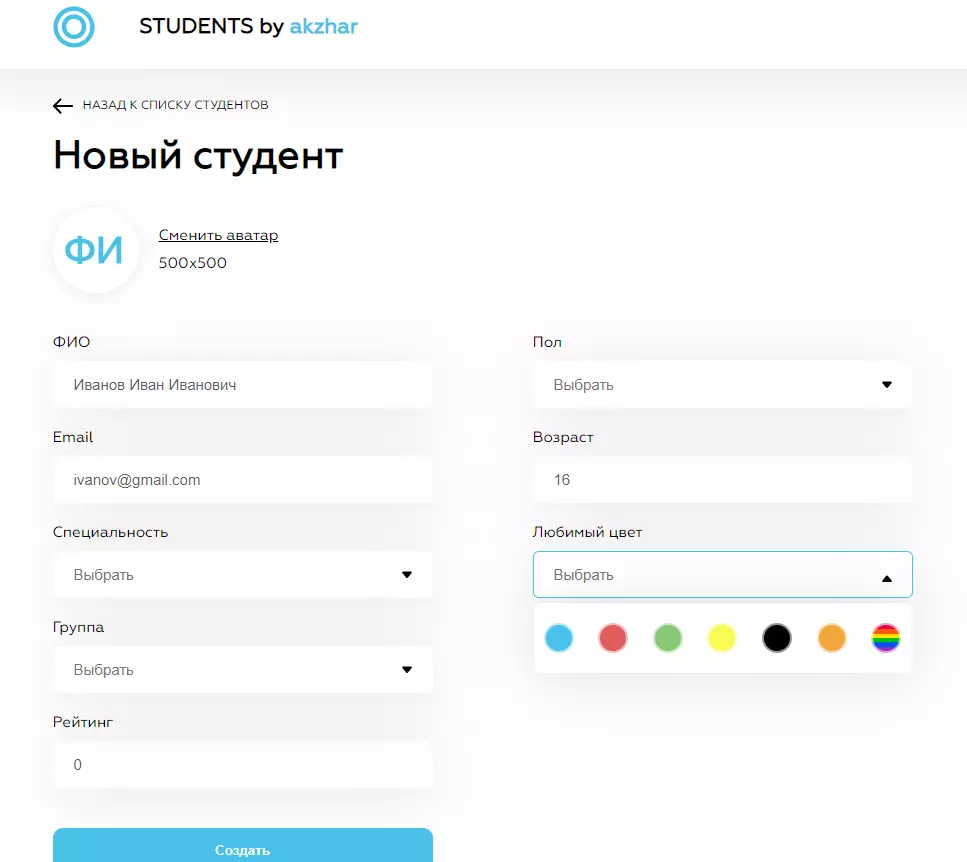 STUDENTS by akzhar
НАЗАД К СПИСКУ СТУДЕНТОВ
Новый студент
ФИ
Сменить аватар
500x500
ФИО
Иванов Иван Иванович
Email
ivanov@gmail.com
Специальность
Выбрать
Группа
Выбрать
Рейтинг
0
Создать
Пол
Выбрать
Возраст
16
Любимый цвет
Выбрать